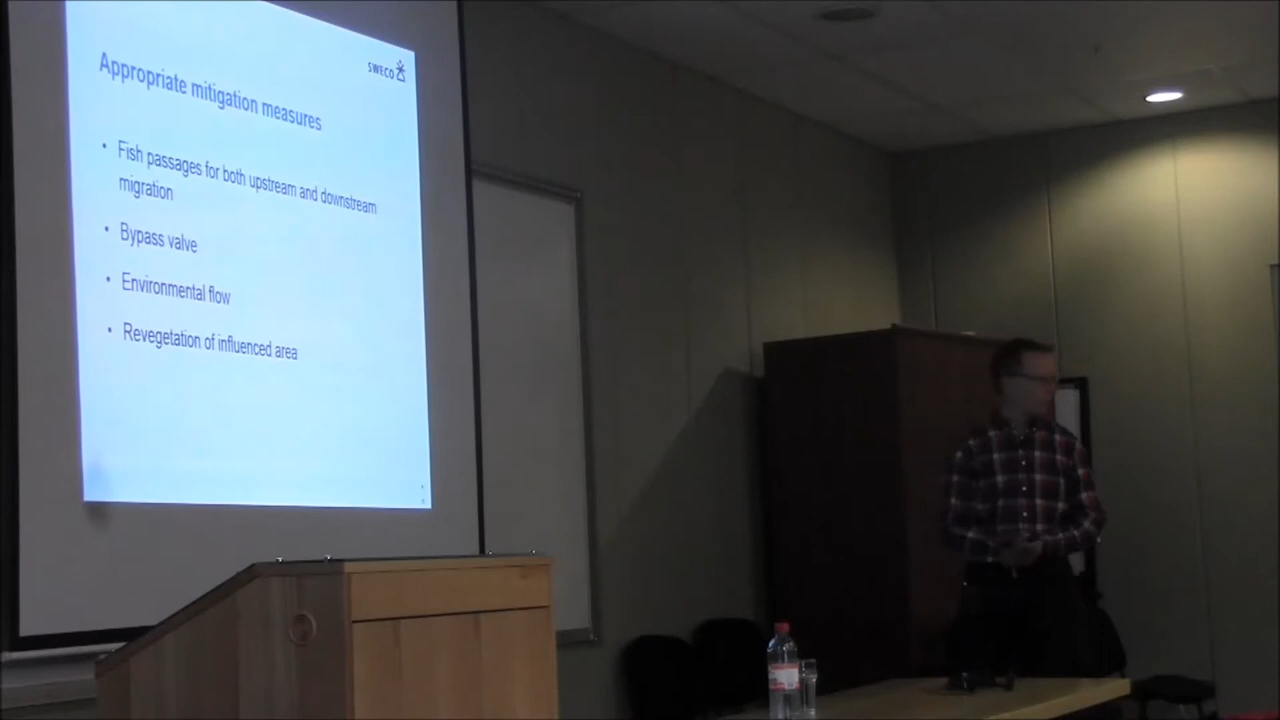 SWECO
Appropriate mitigation measures
• Fish passages for both upstream and downstream
migration
• Bypass valve
• Environmental flow
• Revegetation of influenced area